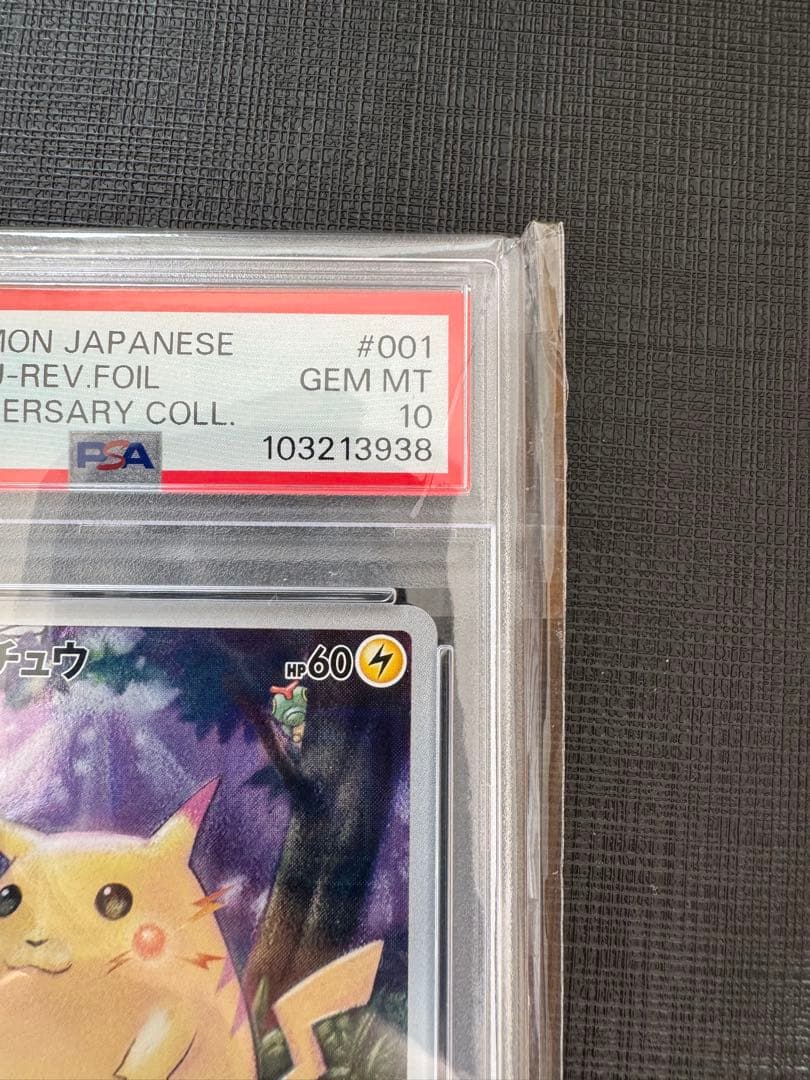 MON JAPANESE #001
U-REV.FOIL GEM MT
ERSARY COLL. 10
PSA 103213938
チュウ HP60